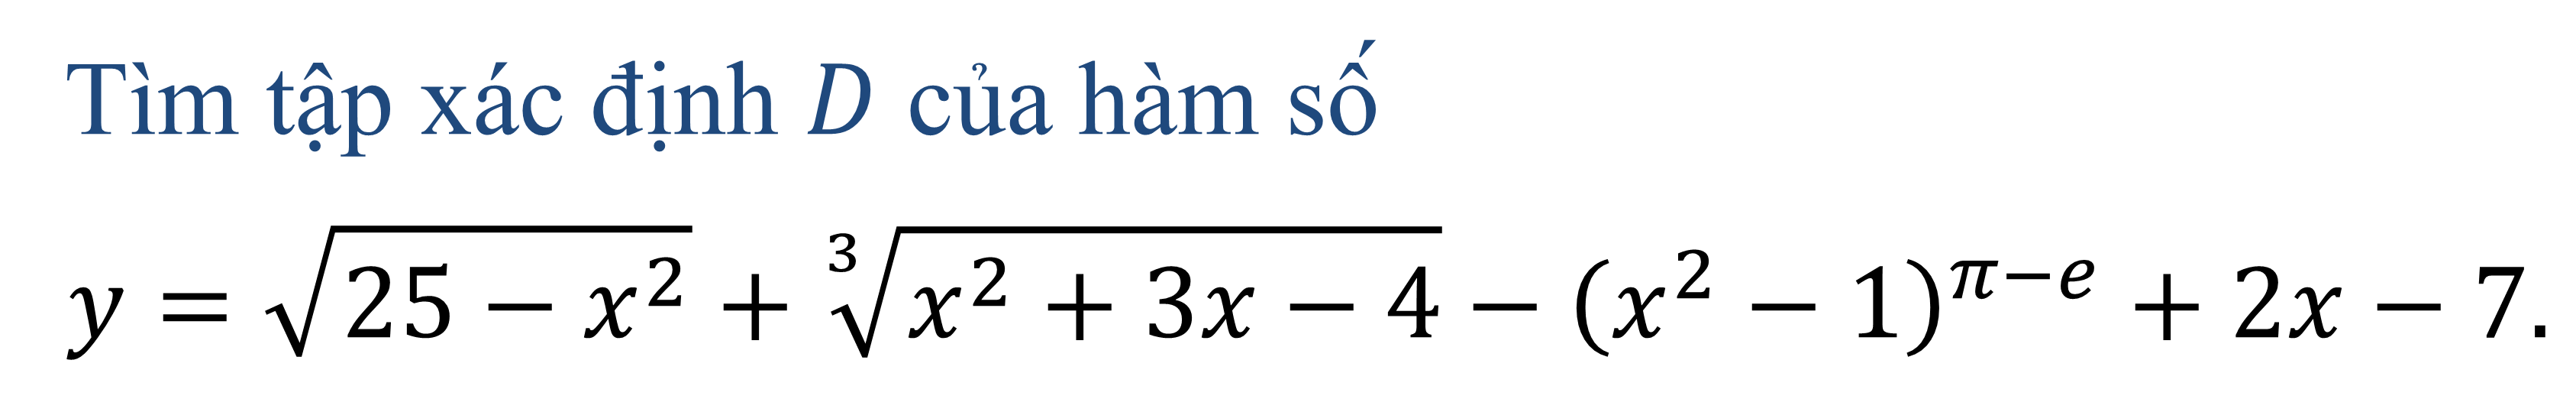 Tìm tập xác định D của hàm số
y = √(25 − x²) + ∛(x² + 3x − 4) − (x² − 1)^(π−e) + 2x − 7.